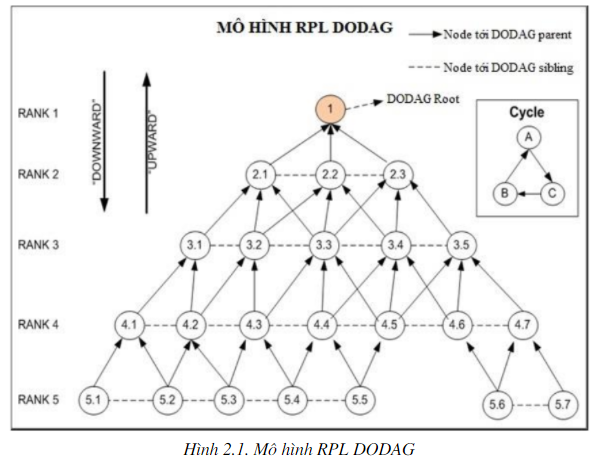 MÔ HÌNH RPL DODAG
Node tới DODAG parent
Node tới DODAG sibling
"DOWNWARD"
"UPWARD"
RANK 1
1
DODAG Root
Cycle
A
B
C
RANK 2
2.1
2.2
2.3
RANK 3
3.1
3.2
3.3
3.4
3.5
RANK 4
4.1
4.2
4.3
4.4
4.5
4.6
4.7
RANK 5
5.1
5.2
5.3
5.4
5.5
5.6
5.7
Hình 2.1. Mô hình RPL DODAG